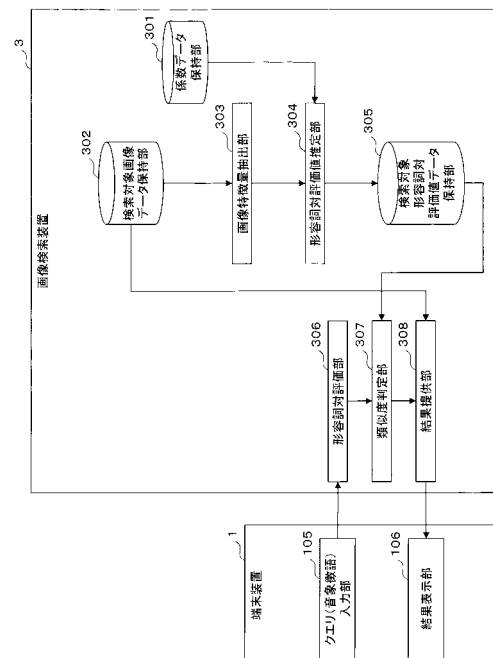 画像検索装置
3
検索対象画像
データ保持部
302
係数データ
保持部
301
画像特徴量抽出部
303
形容詞対評価値推定部
304
検索対象
形容詞対
評価値データ
保持部
305
形容詞対評価部
306
類似度判定部
307
結果提供部
308
端末装置
1
クエリ(音象徴語)
入力部
105
結果表示部
106